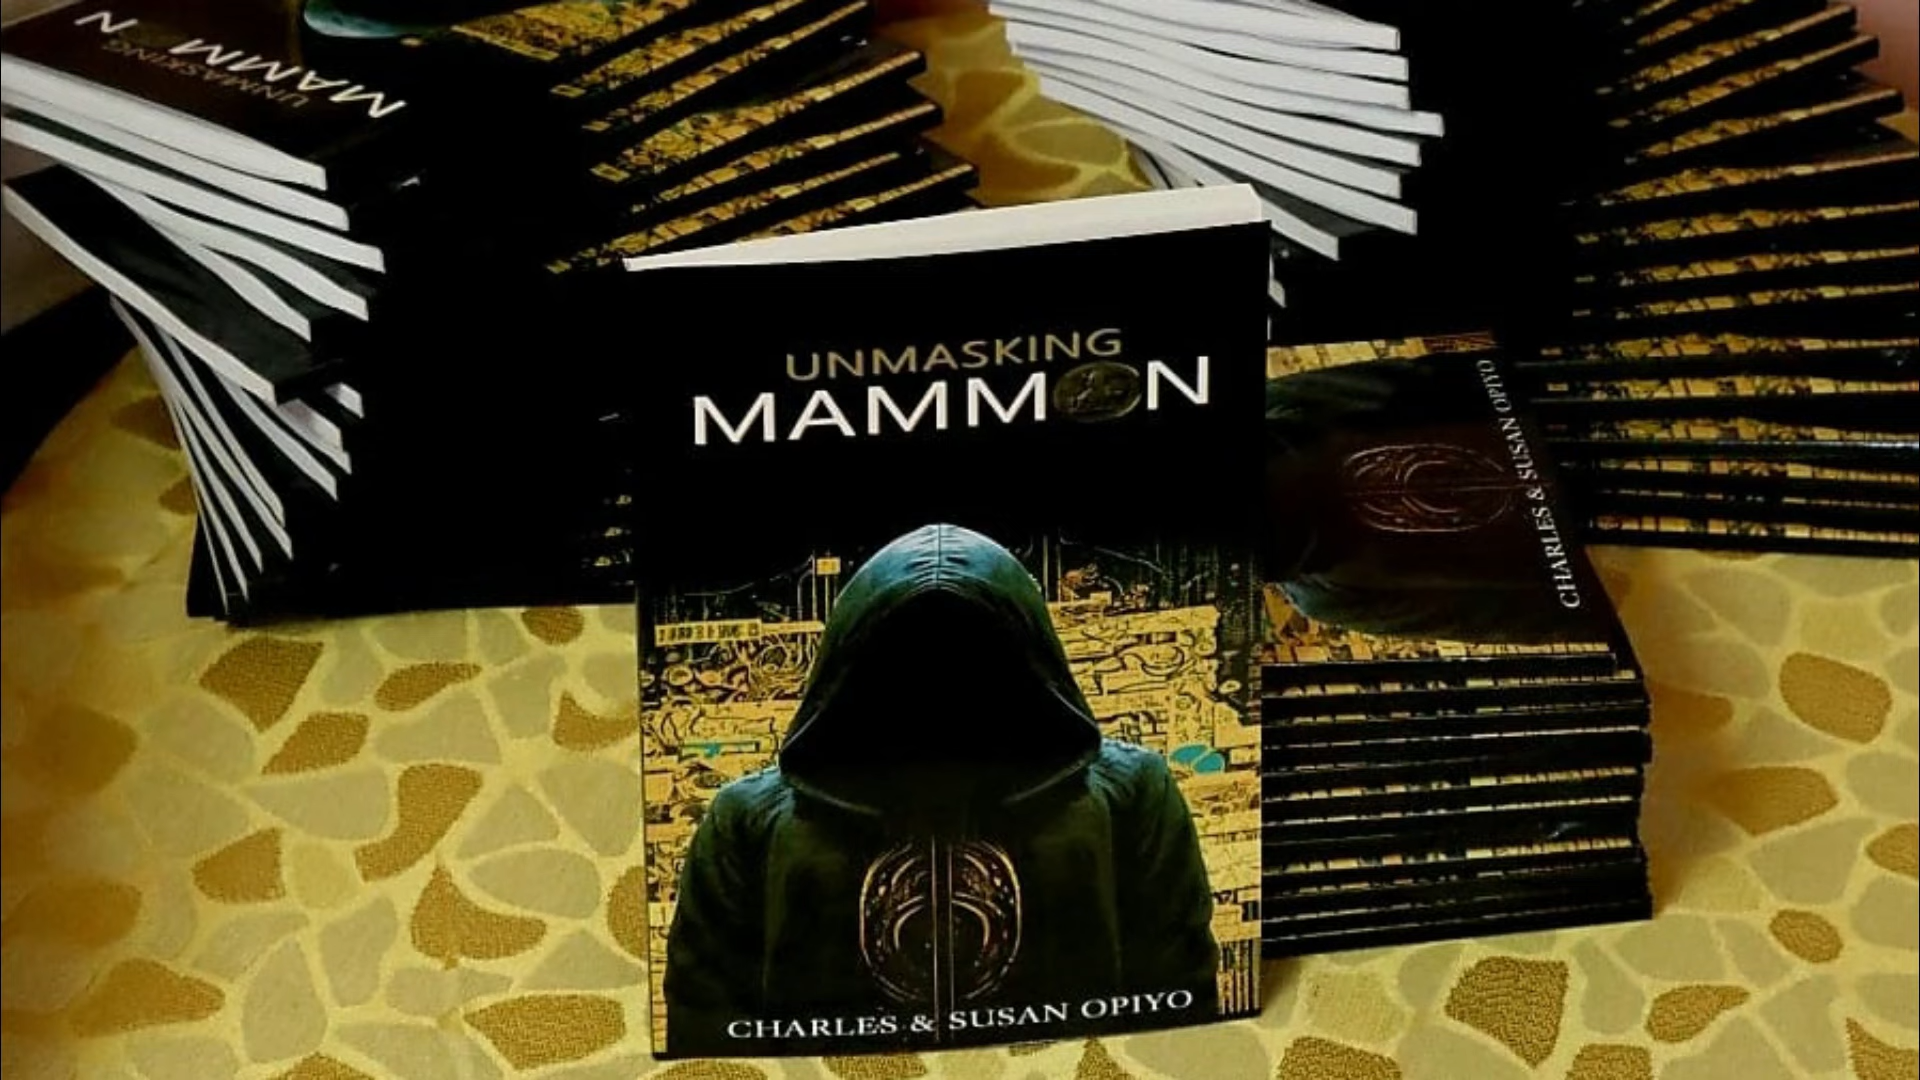 UNMASKING
MAMMON
UNMASKING
MAMMON
CHARLES & SUSAN OPIYO
CHARLES & SUSAN OPIYO